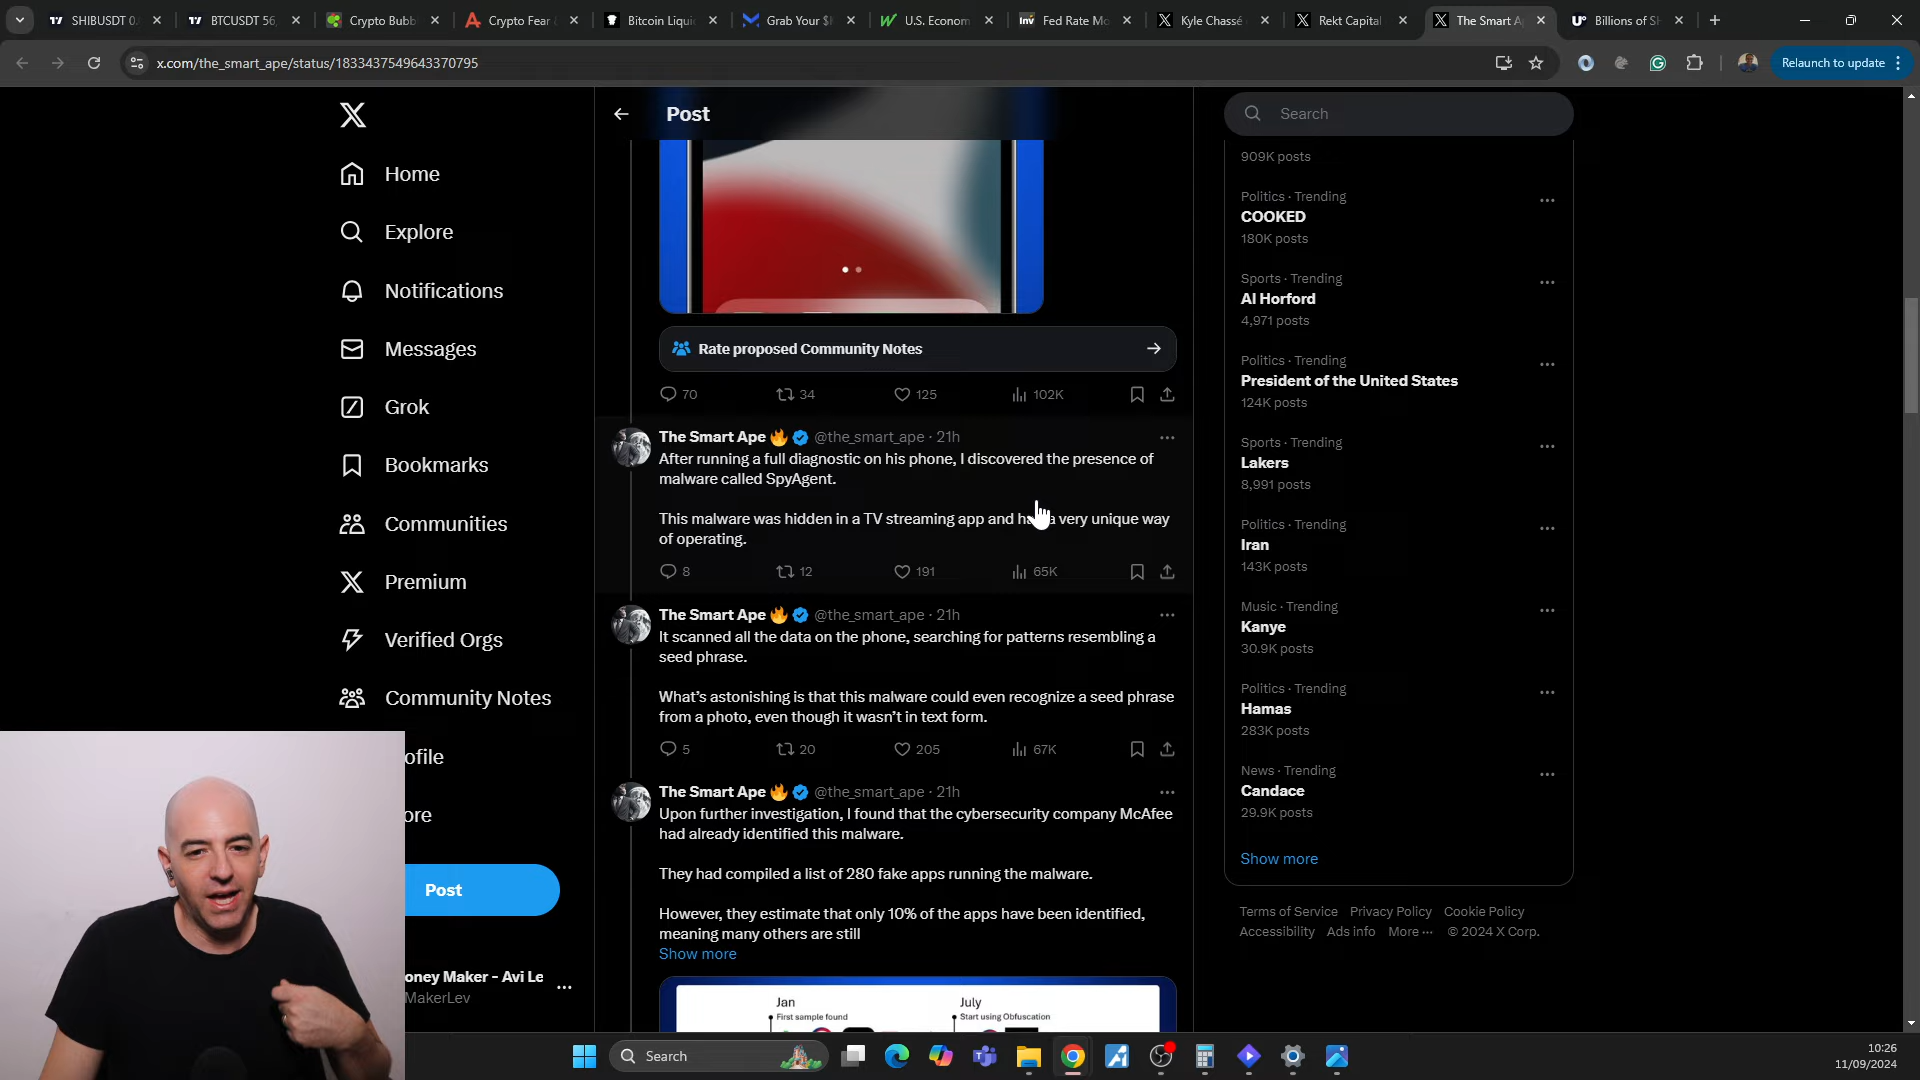 SHIBUSDT 0.
BTCUSDT 56,
Crypto Bubb
Crypto Fear
Bitcoin Liqui
Grab Your $
U.S. Econom
Fed Rate Mo
Kyle Chassé
Rekt Capital
The Smart A
Billions of S
x.com/the_smart_ape/status/1833437549643370795
Relaunch to update
Home
Explore
Notifications
Messages
Grok
Bookmarks
Communities
Premium
Verified Orgs
Community Notes
ofile
ore
Post
oney Maker - Avi Le
MakerLev
Post
Rate proposed Community Notes
70 34 125 102K
The Smart Ape @the_smart_ape · 21h
After running a full diagnostic on his phone, I discovered the presence of
malware called SpyAgent.
This malware was hidden in a TV streaming app and ha a very unique way
of operating.
8 12 191 65K
The Smart Ape @the_smart_ape · 21h
It scanned all the data on the phone, searching for patterns resembling a
seed phrase.
What's astonishing is that this malware could even recognize a seed phrase
from a photo, even though it wasn't in text form.
5 20 205 67K
The Smart Ape @the_smart_ape · 21h
Upon further investigation, I found that the cybersecurity company McAfee
had already identified this malware.
They had compiled a list of 280 fake apps running the malware.
However, they estimate that only 10% of the apps have been identified,
meaning many others are still
Show more
Jan
First sample found
July
Start using Obfuscation
Search
909K posts
Politics · Trending
COOKED
180K posts
Sports · Trending
Al Horford
4,971 posts
Politics · Trending
President of the United States
124K posts
Sports · Trending
Lakers
8,991 posts
Politics · Trending
Iran
143K posts
Music · Trending
Kanye
30.9K posts
Politics · Trending
Hamas
283K posts
News · Trending
Candace
29.9K posts
Show more
Terms of Service Privacy Policy Cookie Policy
Accessibility Ads info More ··· © 2024 X Corp.
Search
10:26
11/09/2024